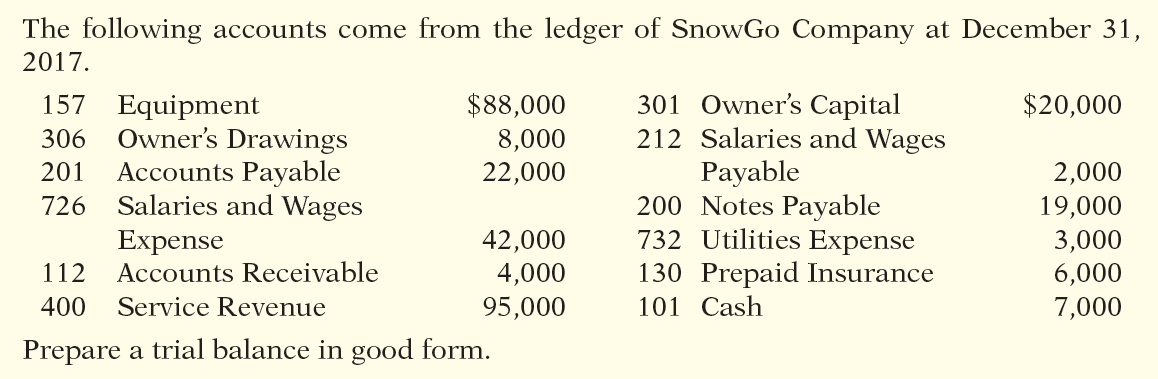 The following accounts come from the ledger of SnowGo Company at December 31,
2017.
157 Equipment $88,000 301 Owner's Capital $20,000
306 Owner's Drawings 8,000 212 Salaries and Wages
201 Accounts Payable 22,000 Payable 2,000
726 Salaries and Wages 200 Notes Payable 19,000
Expense 42,000 732 Utilities Expense 3,000
112 Accounts Receivable 4,000 130 Prepaid Insurance 6,000
400 Service Revenue 95,000 101 Cash 7,000
Prepare a trial balance in good form.